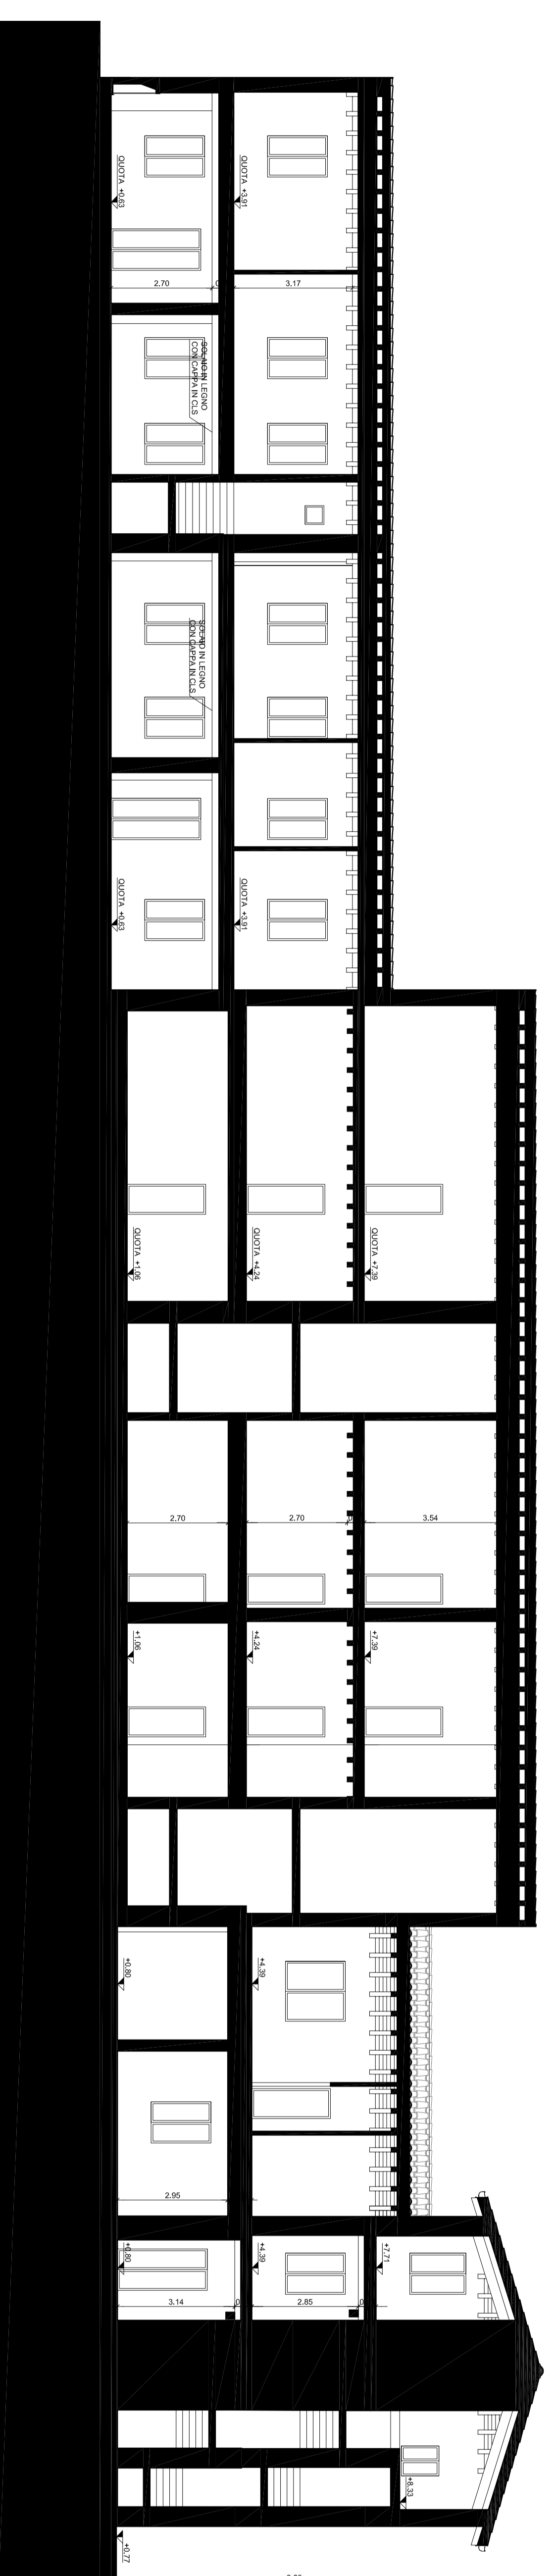 QUOTA +0.63
QUOTA +3.91
2.70
3.17
SOLAIO IN LEGNO
CON CAPPA IN CLS
SOLAIO IN LEGNO
CON CAPPA IN CLS
QUOTA +0.63
QUOTA +3.91
QUOTA +1.06
QUOTA +4.24
QUOTA +7.39
2.70
2.70
3.54
+1.06
+4.24
+7.39
+0.80
+4.39
2.95
+0.80
+4.39
+7.71
3.14
2.85
+8.33
+0.77